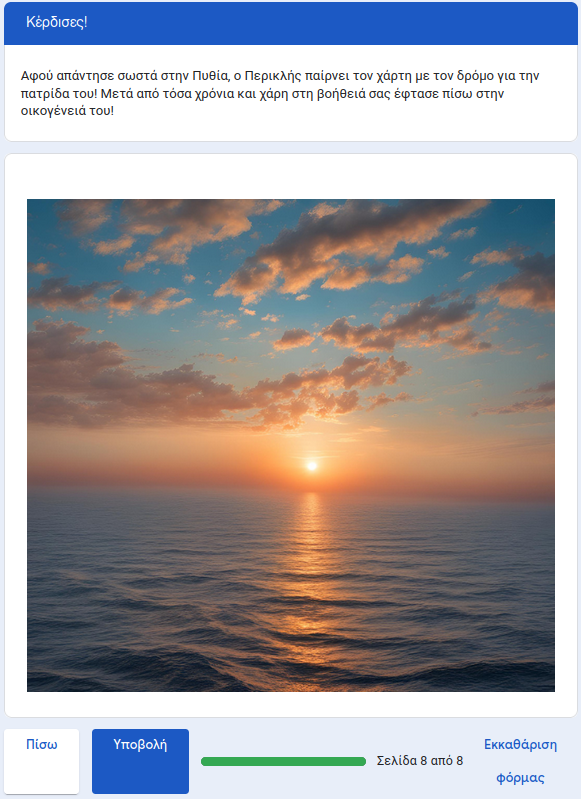 Κέρδισες!
Αφού απάντησε σωστά στην Πυθία, ο Περικλής παίρνει τον χάρτη με τον δρόμο για την
πατρίδα του! Μετά από τόσα χρόνια και χάρη στη βοήθειά σας έφτασε πίσω στην
οικογένειά του!
Πίσω
Υποβολή
Σελίδα 8 από 8
Εκκαθάριση
φόρμας